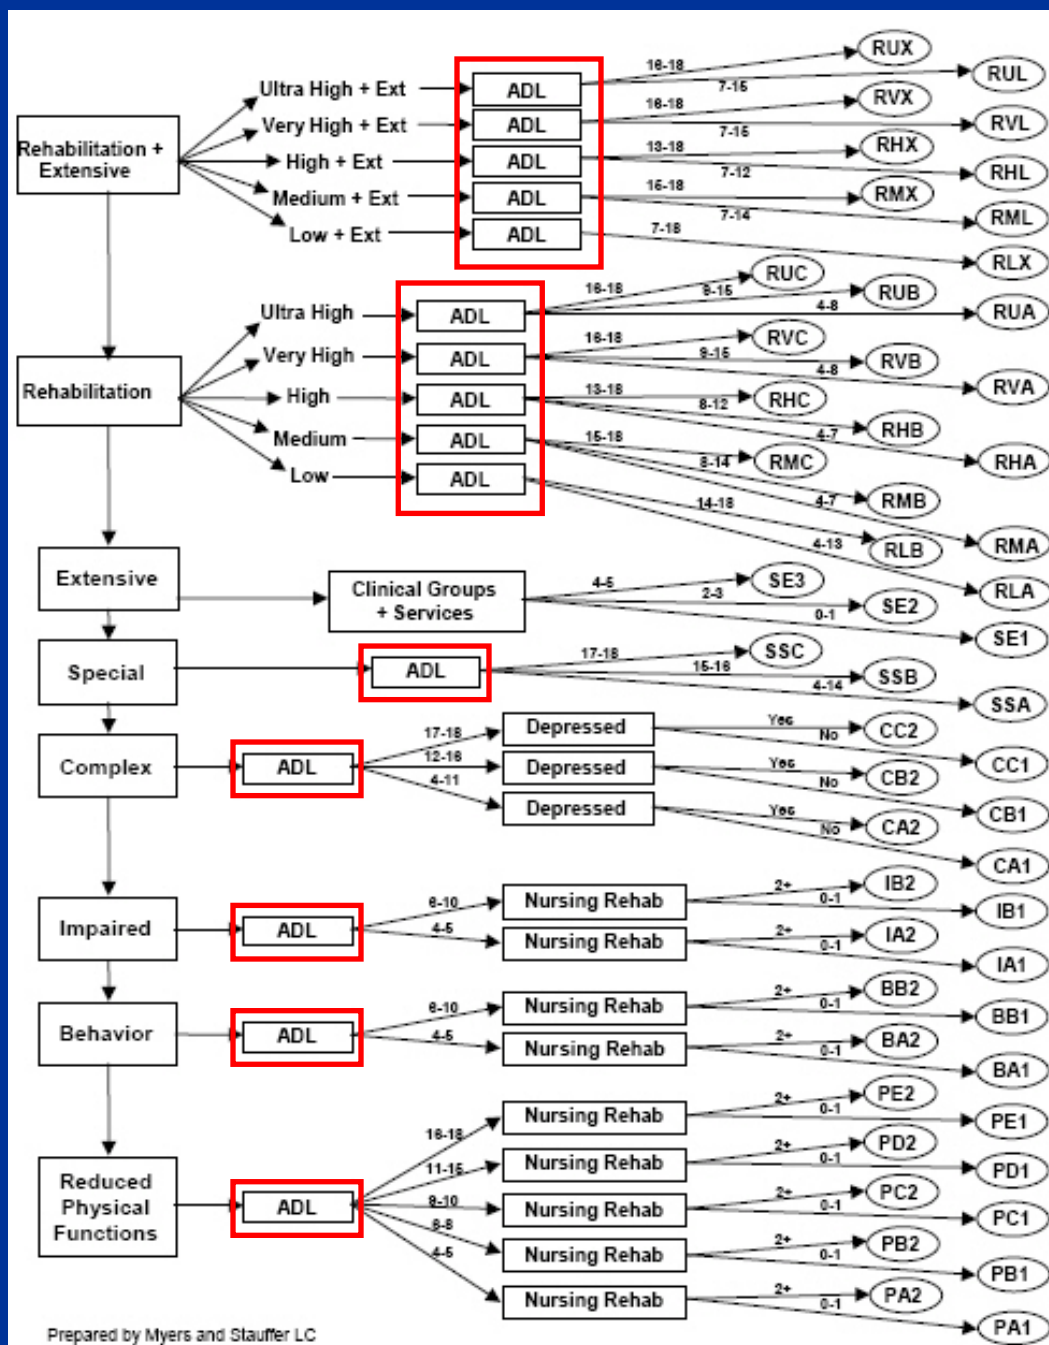 Rehabilitation +
Extensive
Ultra High + Ext
ADL
16-18
RUX
7-15
RUL
Very High + Ext
ADL
16-18
RVX
7-15
RVL
High + Ext
ADL
13-18
RHX
7-12
RHL
Medium + Ext
ADL
15-18
RMX
7-14
RML
Low + Ext
ADL
7-18
RLX
Rehabilitation
Ultra High
ADL
16-18
RUC
9-15
RUB
4-8
RUA
Very High
ADL
16-18
RVC
9-15
RVB
4-8
RVA
High
ADL
13-18
RHC
8-12
RHB
4-7
RHA
Medium
ADL
15-18
RMC
8-14
RMB
4-7
RMA
Low
ADL
14-18
RLB
4-13
RLA
Extensive
Clinical Groups
+ Services
4-5
SE3
2-3
SE2
0-1
SE1
Special
ADL
17-18
SSC
15-16
SSB
4-14
SSA
Complex
ADL
17-18
Depressed
Yes
CC2
No
CC1
12-16
Depressed
Yes
CB2
No
CB1
4-11
Depressed
Yes
CA2
No
CA1
Impaired
ADL
6-10
Nursing Rehab
2+
IB2
0-1
IB1
4-5
Nursing Rehab
2+
IA2
0-1
IA1
Behavior
ADL
6-10
Nursing Rehab
2+
BB2
0-1
BB1
4-5
Nursing Rehab
2+
BA2
0-1
BA1
Reduced
Physical
Functions
ADL
16-18
Nursing Rehab
2+
PE2
0-1
PE1
11-15
Nursing Rehab
2+
PD2
0-1
PD1
9-10
Nursing Rehab
2+
PC2
0-1
PC1
6-8
Nursing Rehab
2+
PB2
0-1
PB1
4-5
Nursing Rehab
2+
PA2
0-1
PA1
Prepared by Myers and Stauffer LC